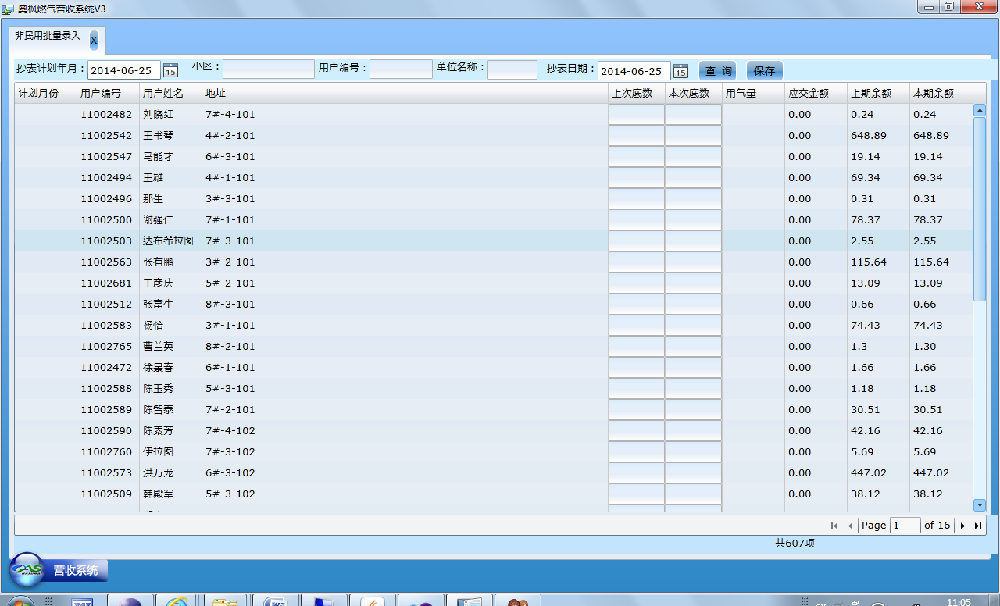 奥枫燃气营收系统V3
非民用批量录入 X
抄表计划年月： 2014-06-25 15 小区： 用户编号： 单位名称： 抄表日期： 2014-06-25 15 查 询 保存
计划月份 用户编号 用户姓名 地址 上次底数 本次底数 用气量 应交金额 上期余额 本期余额
11002482 刘晓红 7#-4-101 0.00 0.24 0.24
11002542 王书琴 4#-2-101 0.00 648.89 648.89
11002547 马能才 6#-3-101 0.00 19.14 19.14
11002494 王雄 4#-1-101 0.00 69.34 69.34
11002496 那生 3#-3-101 0.00 0.31 0.31
11002500 谢强仁 7#-1-101 0.00 78.37 78.37
11002503 达布希拉图 7#-3-101 0.00 2.55 2.55
11002563 张有鹏 3#-2-101 0.00 115.64 115.64
11002681 王彦庆 5#-2-101 0.00 13.09 13.09
11002512 张富生 8#-3-101 0.00 0.66 0.66
11002583 杨恰 3#-1-101 0.00 74.43 74.43
11002765 曹兰英 8#-2-101 0.00 1.3 1.30
11002472 徐景春 6#-1-101 0.00 1.66 1.66
11002588 陈玉秀 5#-3-101 0.00 1.18 1.18
11002589 陈智泰 7#-2-101 0.00 30.51 30.51
11002590 陈素芳 7#-4-102 0.00 42.16 42.16
11002760 伊拉图 7#-3-102 0.00 5.69 5.69
11002573 洪万龙 6#-3-102 0.00 447.02 447.02
11002509 韩殿军 5#-3-102 0.00 38.12 38.12
Page 1 of 16
共607项
GAS NATURAL 营收系统
11:05